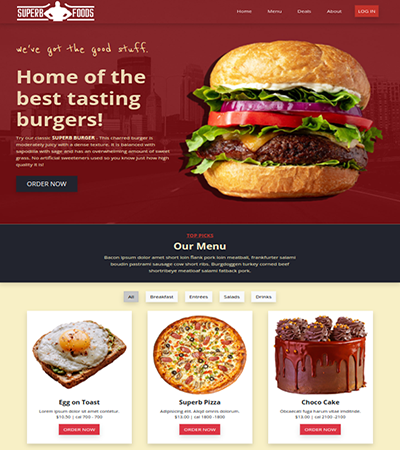 SUPERB FOODS
Home Menu Deals About LOG IN
we've got the good stuff.
Home of the
best tasting
burgers!
Try our classic SUPERB BURGER . This charred burger is
moderately juicy with a dense texture. It is balanced with
sapodilla with sage and has an overwhelming amount of sweet
grass. No artificial sweeteners used so you know just how high
quality it is!
ORDER NOW
TOP PICKS
Our Menu
Bacon ipsum dolor amet short loin flank pork loin meatball, frankfurter salami
boudin pastrami sausage cow short ribs. Burgdoggen turkey corned beef
shortribeye meatloaf salami fatback pork.
All Breakfast Entrees Salads Drinks
Egg on Toast
Lorem ipsum dolor sit amet contetur.
$10.50 | cal 700 - 700
ORDER NOW
Superb Pizza
Adipisicing elit. Adipi omnis dolorum.
$13.00 | cal 1800 -1800
ORDER NOW
Choco Cake
Obcaecati fuga harum vitae imditinde.
$13.00 | cal 2100 -2100
ORDER NOW